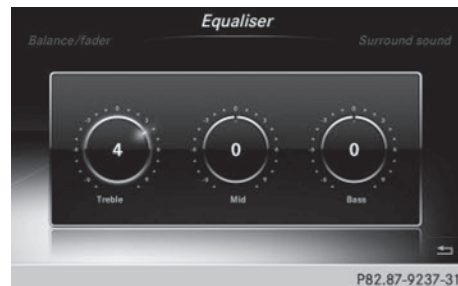 Equaliser
Balance/fader Surround sound
4 0 0
Treble Mid Bass
P82.87-9237-31